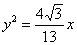 y² = 4√3/13 x